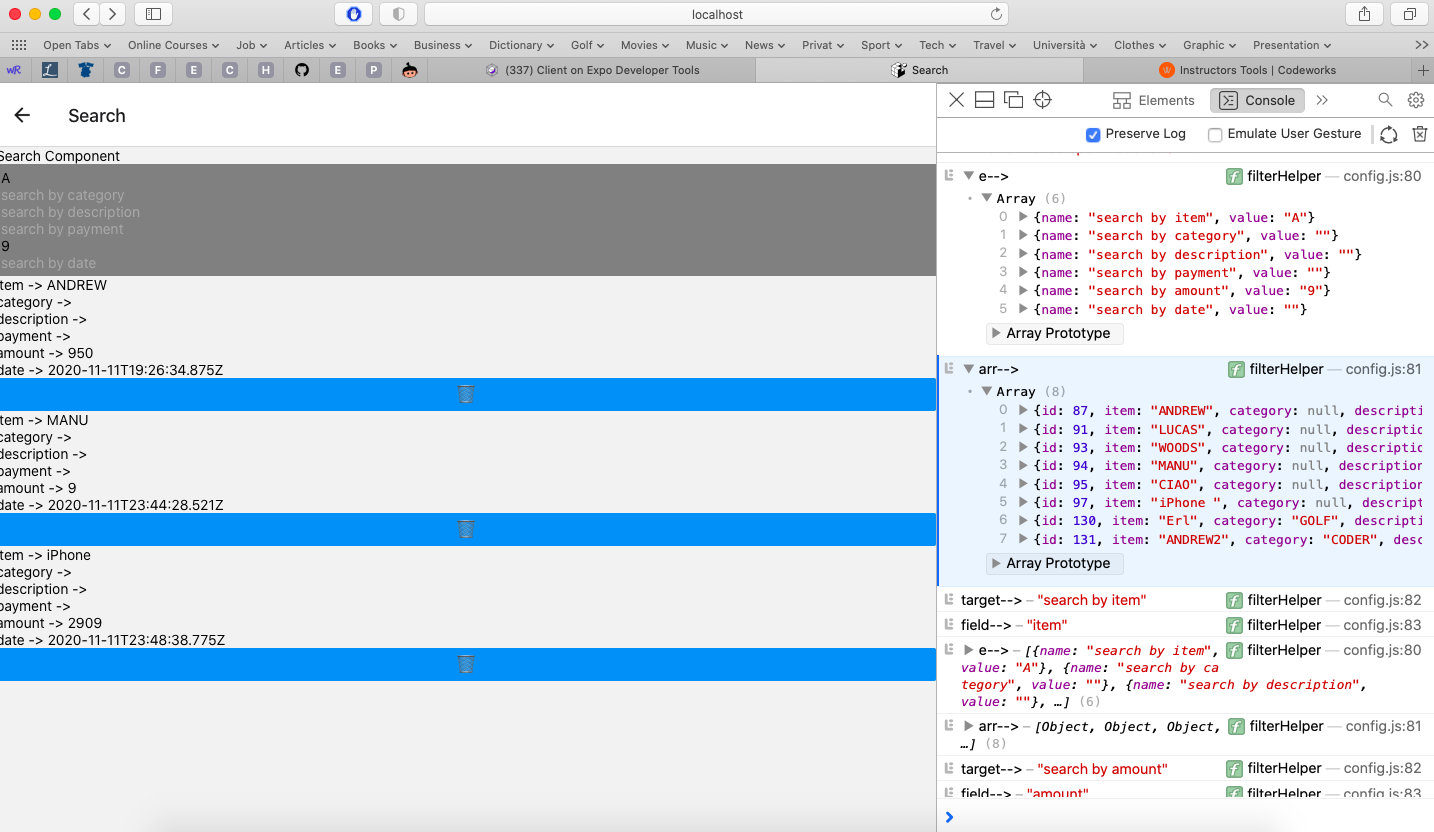 localhost
Open Tabs
Online Courses
Job
Articles
Books
Business
Dictionary
Golf
Movies
Music
News
Privat
Sport
Tech
Travel
Università
Clothes
Graphic
Presentation
wR
L
C
F
E
C
H
E
P
(337) Client on Expo Developer Tools
Search
Instructors Tools | Codeworks
Search
Search Component
A
search by category
search by description
search by payment
9
search by date
item -> ANDREW
category ->
description ->
payment ->
amount -> 950
date -> 2020-11-11T19:26:34.875Z
item -> MANU
category ->
description ->
payment ->
amount -> 9
date -> 2020-11-11T23:44:28.521Z
item -> iPhone
category ->
description ->
payment ->
amount -> 2909
date -> 2020-11-11T23:48:38.775Z
Elements
Console
Preserve Log
Emulate User Gesture
e--> f filterHelper — config.js:80
Array (6)
0 {name: "search by item", value: "A"}
1 {name: "search by category", value: ""}
2 {name: "search by description", value: ""}
3 {name: "search by payment", value: ""}
4 {name: "search by amount", value: "9"}
5 {name: "search by date", value: ""}
Array Prototype
arr--> f filterHelper — config.js:81
Array (8)
0 {id: 87, item: "ANDREW", category: null, descripti
1 {id: 91, item: "LUCAS", category: null, descriptio
2 {id: 93, item: "WOODS", category: null, descriptio
3 {id: 94, item: "MANU", category: null, description
4 {id: 95, item: "CIAO", category: null, description
5 {id: 97, item: "iPhone ", category: null, descript
6 {id: 130, item: "Erl", category: "GOLF", descripti
7 {id: 131, item: "ANDREW2", category: "CODER", desc
Array Prototype
target--> – "search by item" f filterHelper — config.js:82
field--> – "item" f filterHelper — config.js:83
e--> – [{name: "search by item", f filterHelper — config.js:80
value: "A"}, {name: "search by ca
tegory", value: ""}, {name: "search by description",
value: ""}, …] (6)
arr--> – [Object, Object, Object, f filterHelper — config.js:81
…] (8)
target--> – "search by amount" f filterHelper — config.js:82
field--> – "amount" f filterHelper — config.js:83